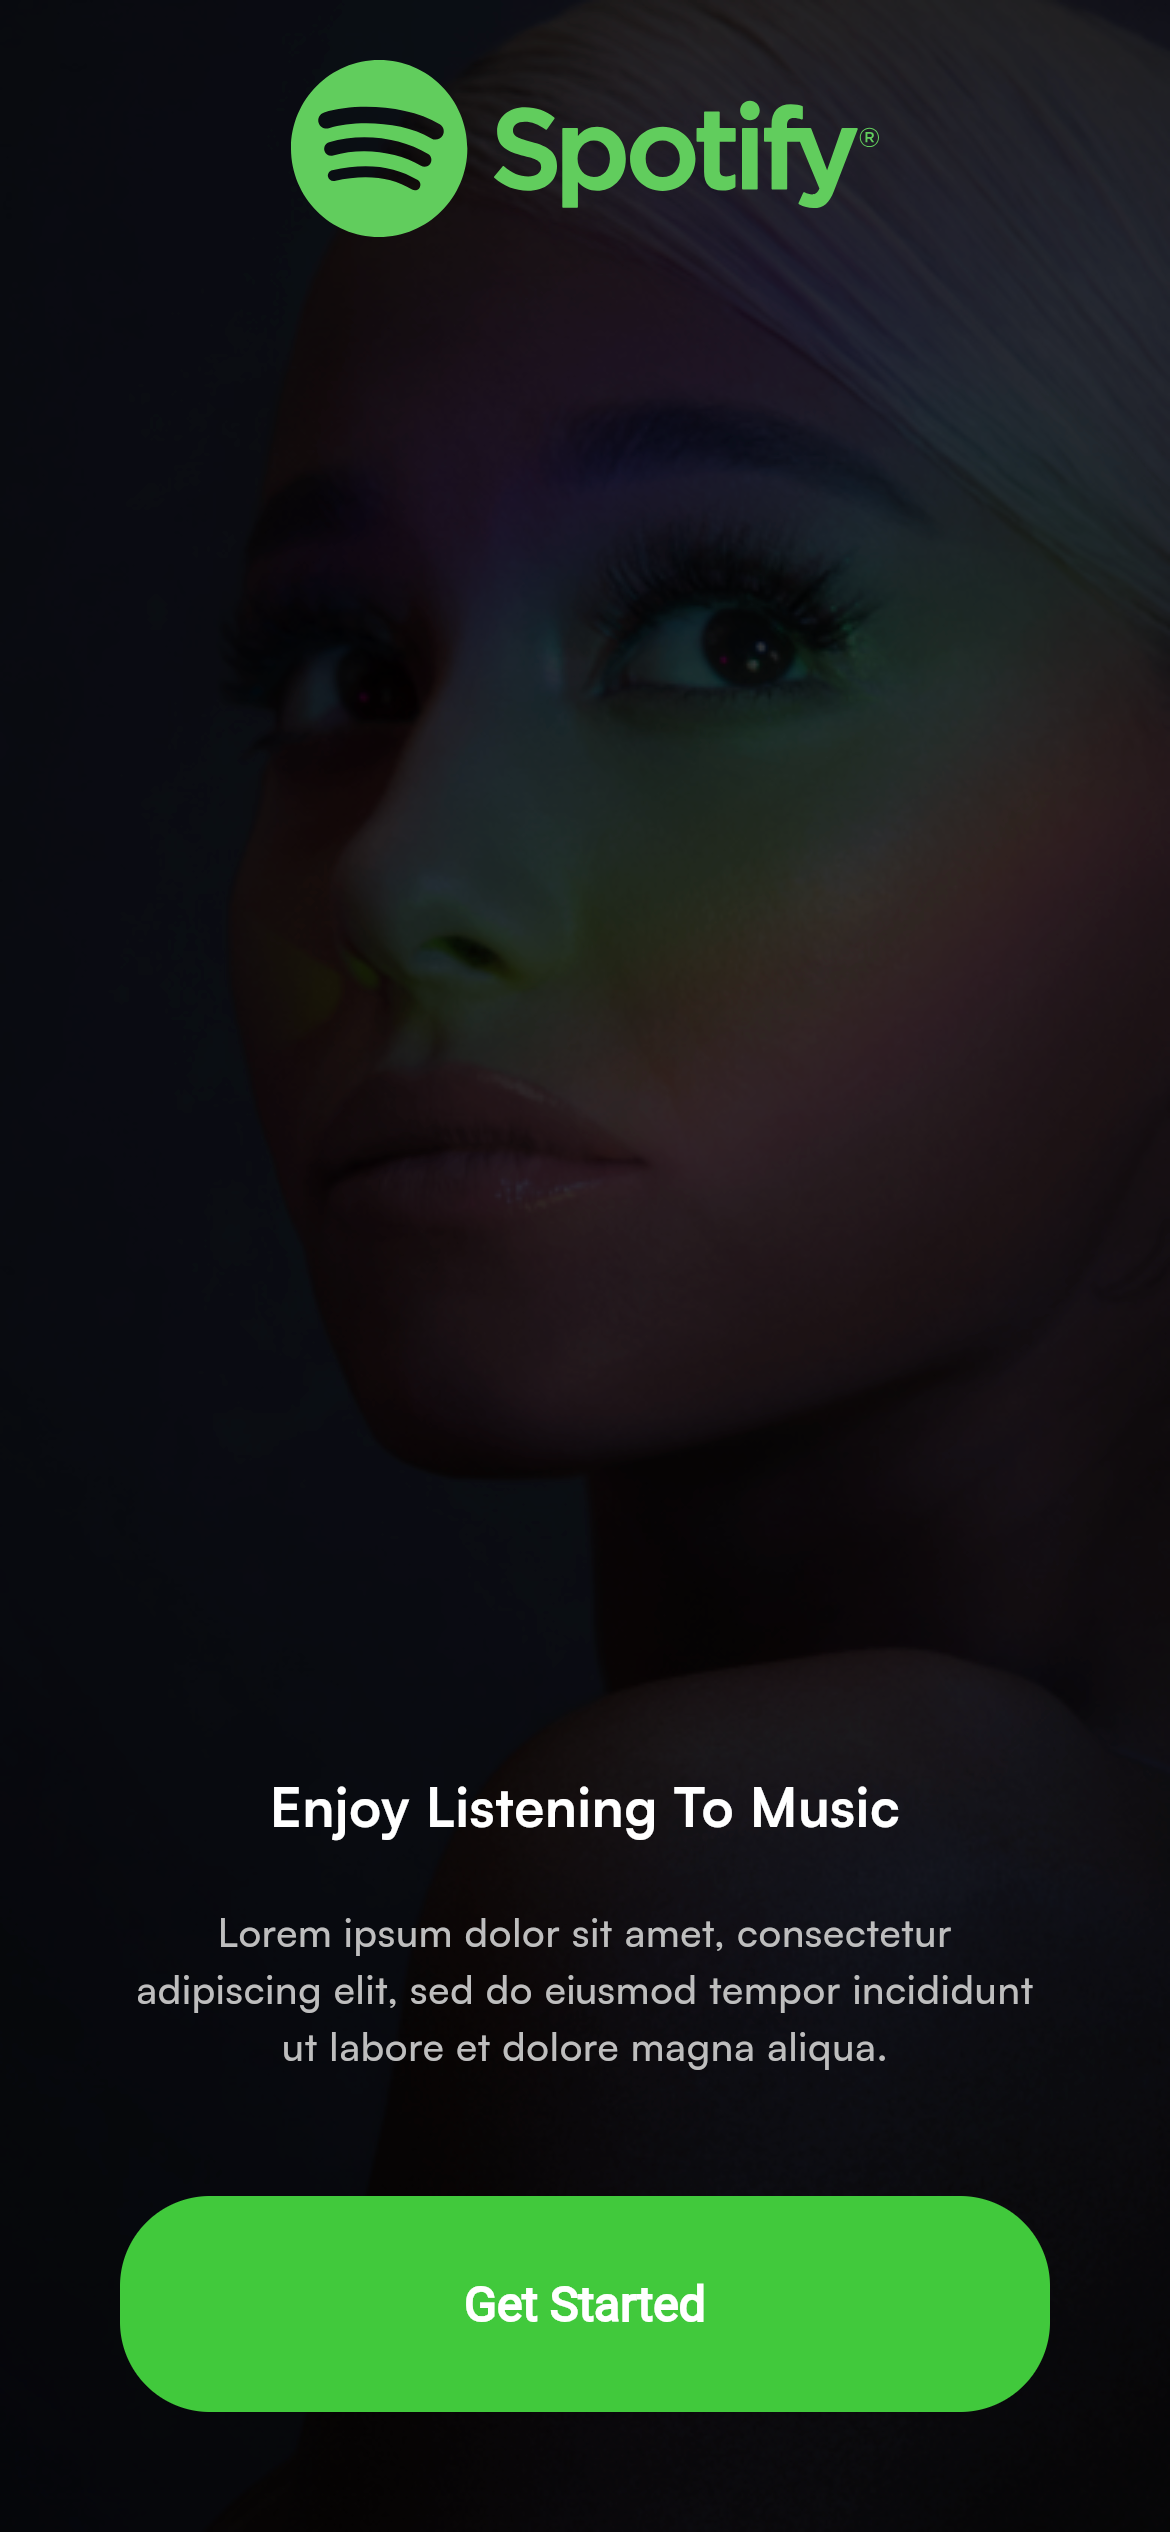 Spotify®
Enjoy Listening To Music
Lorem ipsum dolor sit amet, consectetur
adipiscing elit, sed do eiusmod tempor incididunt
ut labore et dolore magna aliqua.
Get Started